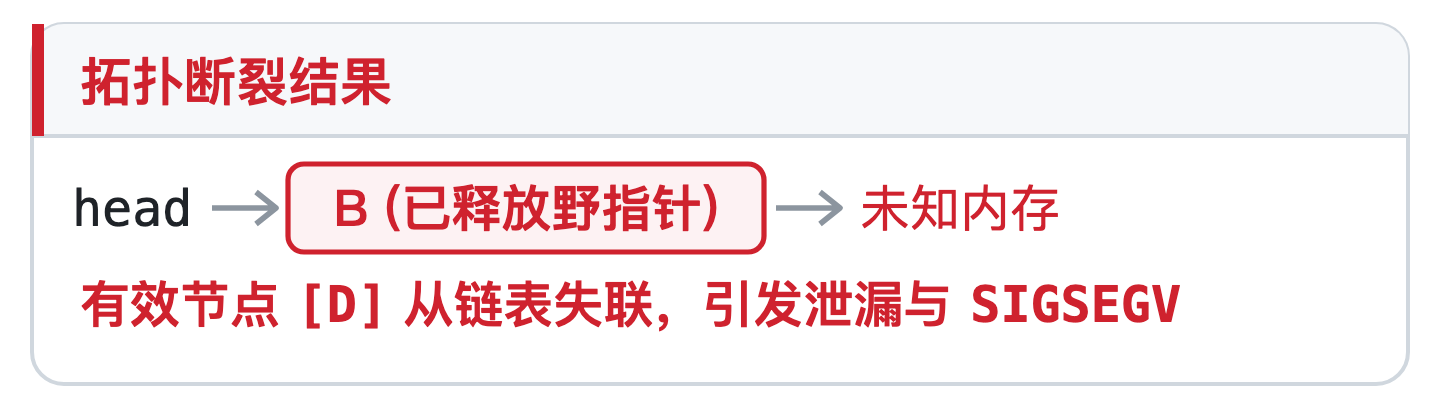 拓扑断裂结果
head → B (已释放野指针) → 未知内存
有效节点 [D] 从链表失联，引发泄漏与 SIGSEGV